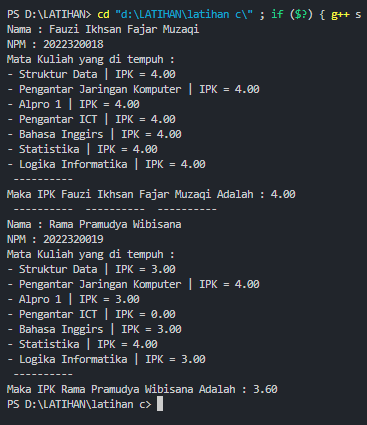 PS D:\LATIHAN> cd "d:\LATIHAN\latihan c\" ; if ($?) { g++ s
Nama : Fauzi Ikhsan Fajar Muzaqi
NPM : 2022320018
Mata Kuliah yang di tempuh :
- Struktur Data | IPK = 4.00
- Pengantar Jaringan Komputer | IPK = 4.00
- Alpro 1 | IPK = 4.00
- Pengantar ICT | IPK = 4.00
- Bahasa Inggirs | IPK = 4.00
- Statistika | IPK = 4.00
- Logika Informatika | IPK = 4.00
----------
Maka IPK Fauzi Ikhsan Fajar Muzaqi Adalah : 4.00
---------- ---------- ----------
Nama : Rama Pramudya Wibisana
NPM : 2022320019
Mata Kuliah yang di tempuh :
- Struktur Data | IPK = 3.00
- Pengantar Jaringan Komputer | IPK = 4.00
- Alpro 1 | IPK = 3.00
- Pengantar ICT | IPK = 0.00
- Bahasa Inggirs | IPK = 3.00
- Statistika | IPK = 4.00
- Logika Informatika | IPK = 3.00
----------
Maka IPK Rama Pramudya Wibisana Adalah : 3.60
PS D:\LATIHAN\latihan c>